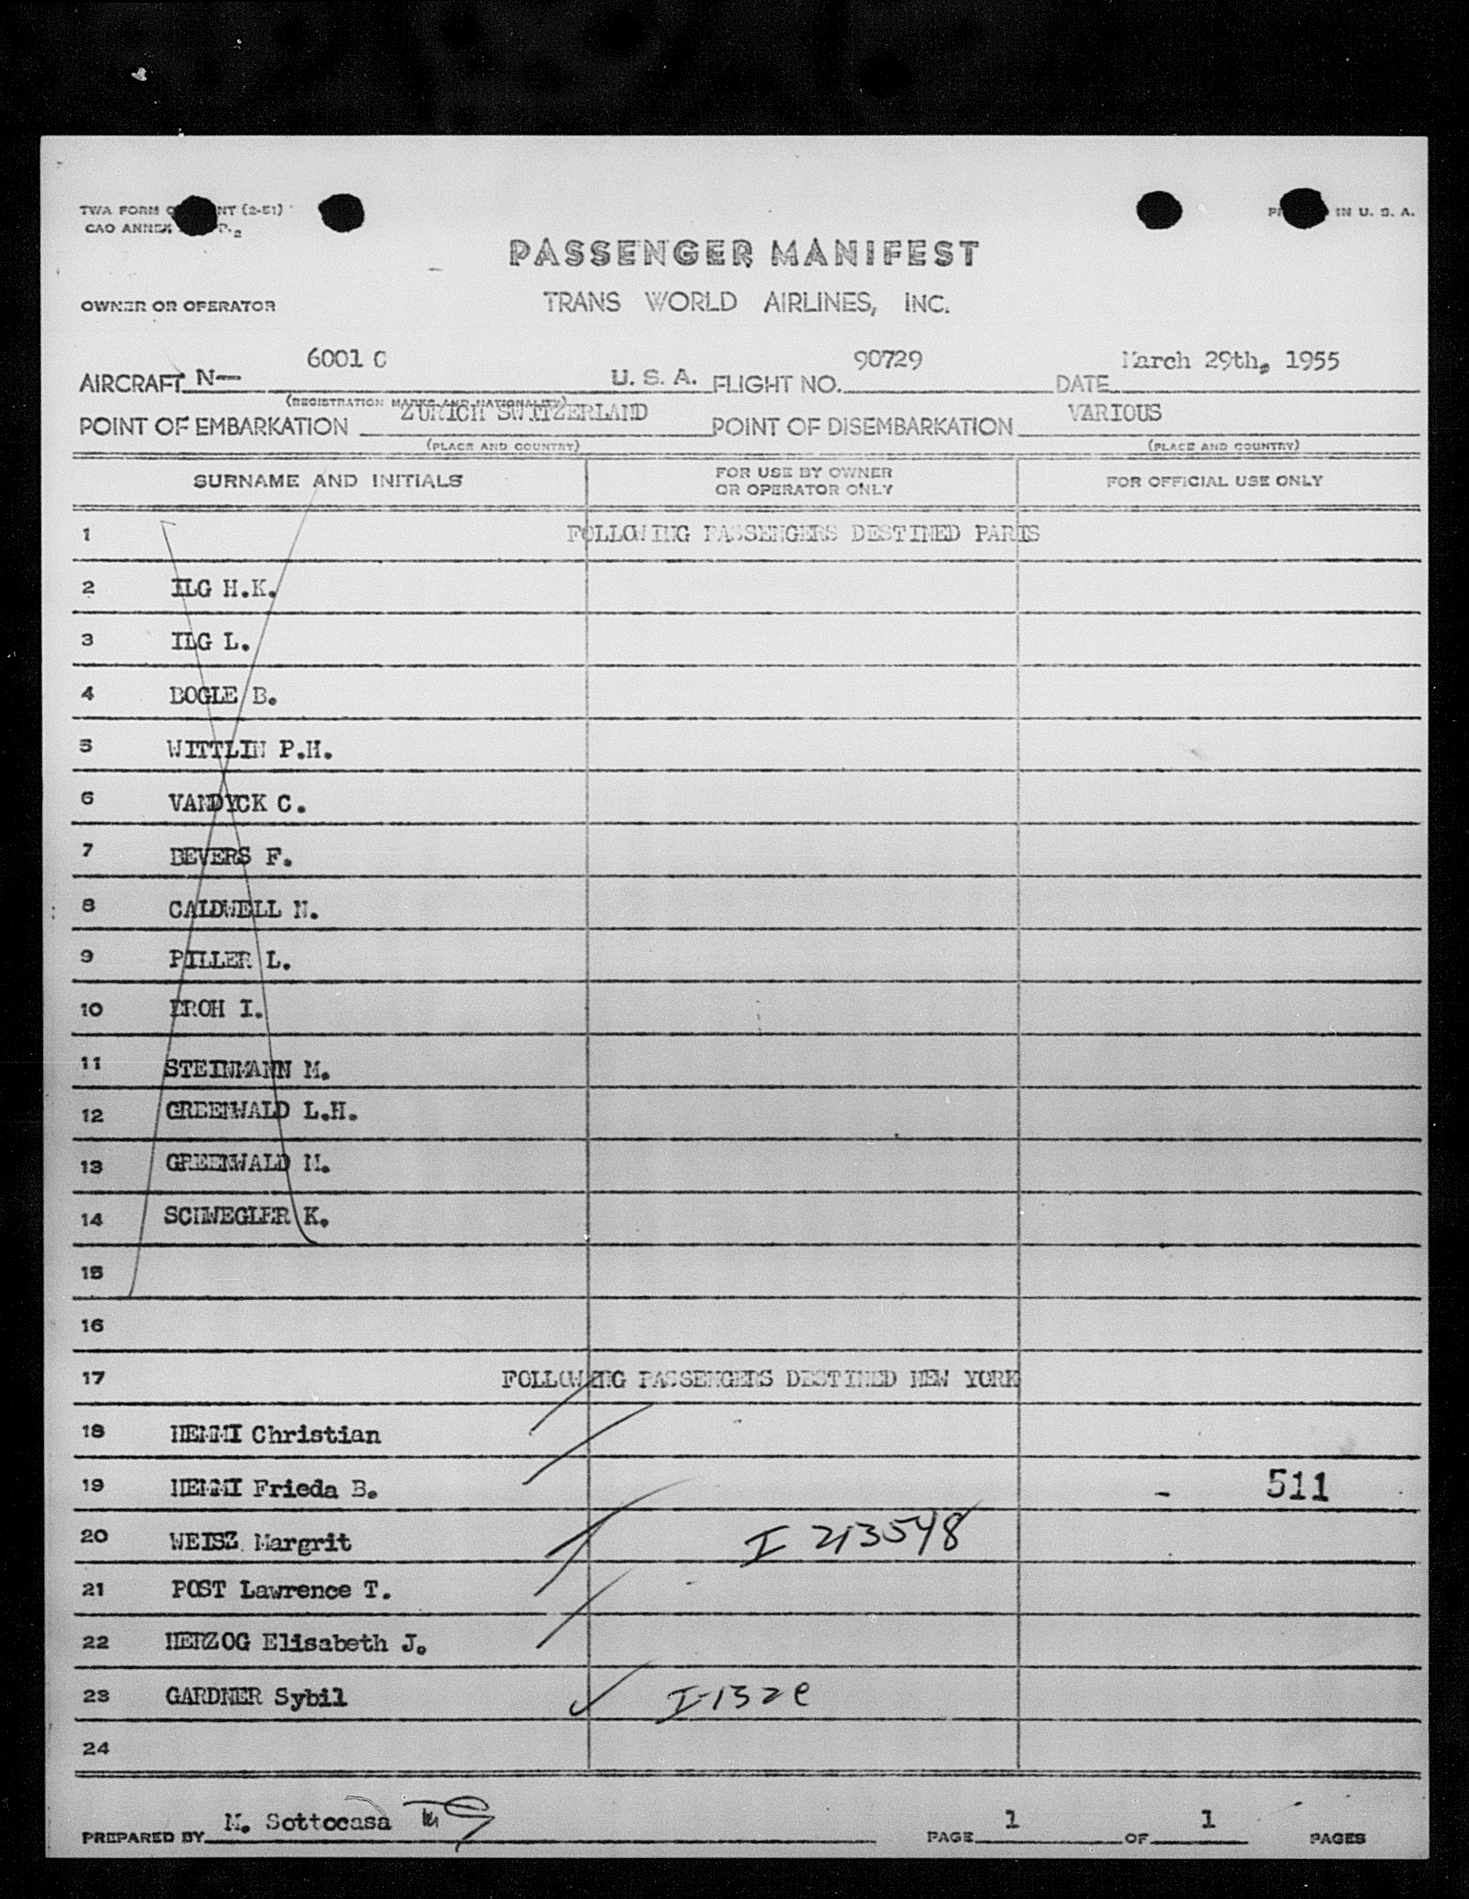 TWA FORM NT (2-51)
CAO ANNEX P.2
IN U. S. A.
PASSENGER MANIFEST
OWNER OR OPERATOR TRANS WORLD AIRLINES, INC.
AIRCRAFT N— 6001 C U. S. A. FLIGHT NO. 90729 DATE March 29th, 1955
(REGISTRATION MARKS AND NATIONALITY)
POINT OF EMBARKATION ZURICH SWITZERLAND POINT OF DISEMBARKATION VARIOUS
(PLACE AND COUNTRY) (PLACE AND COUNTRY)
SURNAME AND INITIALS FOR USE BY OWNER OR OPERATOR ONLY FOR OFFICIAL USE ONLY
1 FOLLOWING PASSENGERS DESTINED PARIS
2 ILG H.K.
3 ILG L.
4 BOGLE B.
5 WITTLIN P.H.
6 VANDYCK C.
7 BEVERS F.
8 CALDWELL N.
9 PILLER L.
10 EROH I.
11 STEINMANN M.
12 GREENWALD L.H.
13 GREENWALD M.
14 SCHWEGLER K.
15
16
17 FOLLOWING PASSENGERS DESTINED NEW YORK
18 HEMMI Christian
19 HEMMI Frieda B. - 511
20 WEISZ Margrit I 213548
21 POST Lawrence T.
22 HERZOG Elisabeth J.
23 GARDNER Sybil I-132e
24
PREPARED BY M. Sottocasa PAGE 1 OF 1 PAGES